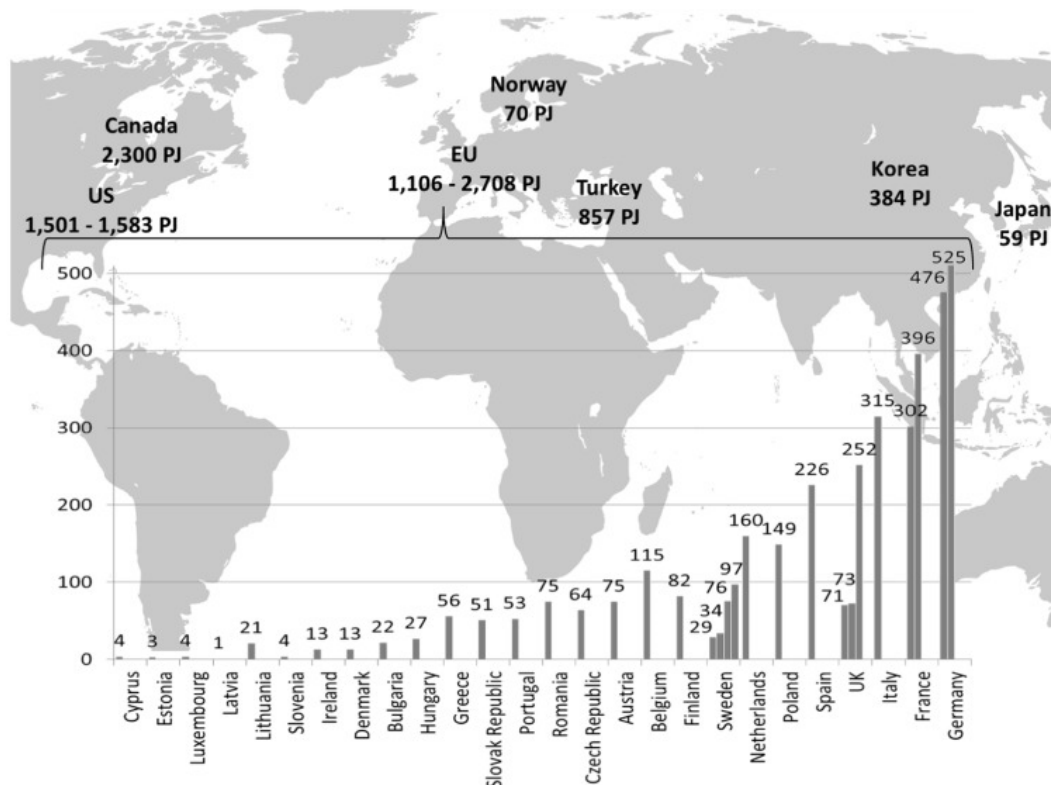 Norway
70 PJ
Canada
2,300 PJ
EU
1,106 - 2,708 PJ
Korea
384 PJ
US
1,501 - 1,583 PJ
Turkey
857 PJ
Japan
59 PJ
500
400
300
200
100
0
4
3
4
1
21
4
13
13
22
27
56
51
53
75
64
75
115
82
29
34
76
97
160
149
226
71
73
252
315
302
396
476
525
Cyprus
Estonia
Luxembourg
Latvia
Lithuania
Slovenia
Ireland
Denmark
Bulgaria
Hungary
Greece
Slovak Republic
Portugal
Romania
Czech Republic
Austria
Belgium
Finland
Sweden
Netherlands
Poland
Spain
UK
Italy
France
Germany